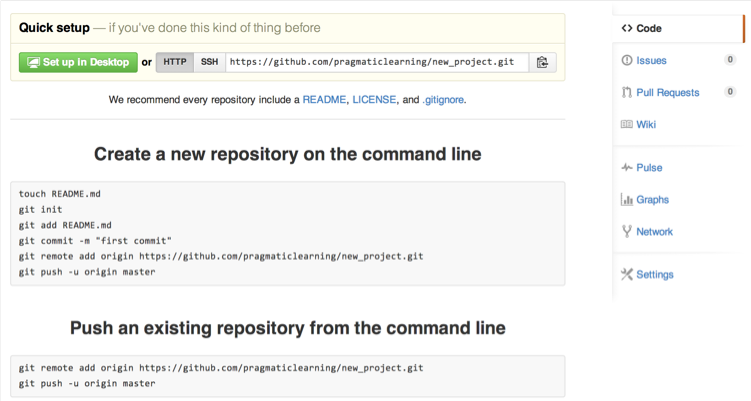 Quick setup — if you've done this kind of thing before
Set up in Desktop or HTTP SSH https://github.com/pragmaticlearning/new_project.git
We recommend every repository include a README, LICENSE, and .gitignore.
Create a new repository on the command line
touch README.md
git init
git add README.md
git commit -m "first commit"
git remote add origin https://github.com/pragmaticlearning/new_project.git
git push -u origin master
Push an existing repository from the command line
git remote add origin https://github.com/pragmaticlearning/new_project.git
git push -u origin master
<> Code
Issues 0
Pull Requests 0
Wiki
Pulse
Graphs
Network
Settings